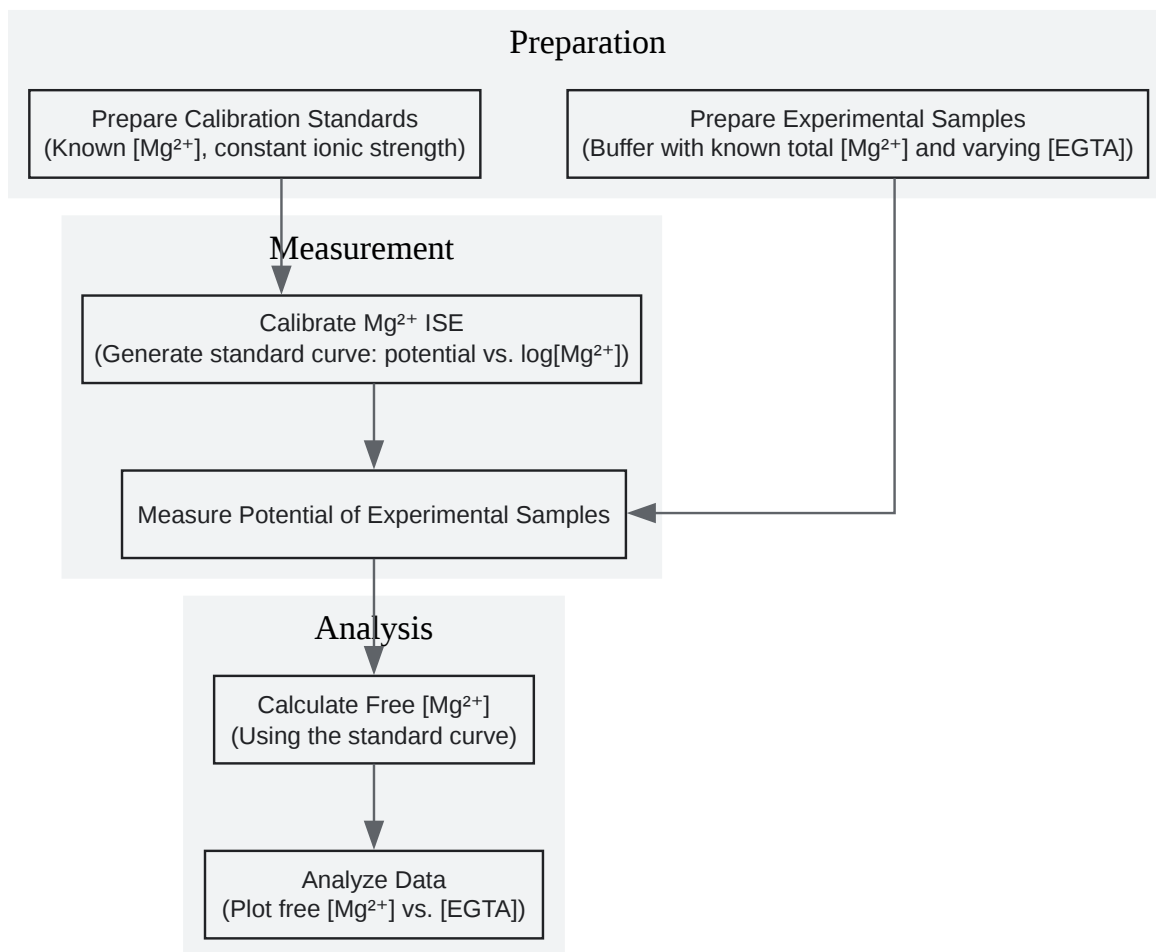 Preparation
Prepare Calibration Standards
(Known [Mg²⁺], constant ionic strength)
Prepare Experimental Samples
(Buffer with known total [Mg²⁺] and varying [EGTA])
Measurement
Calibrate Mg²⁺ ISE
(Generate standard curve: potential vs. log[Mg²⁺])
Measure Potential of Experimental Samples
Analysis
Calculate Free [Mg²⁺]
(Using the standard curve)
Analyze Data
(Plot free [Mg²⁺] vs. [EGTA])